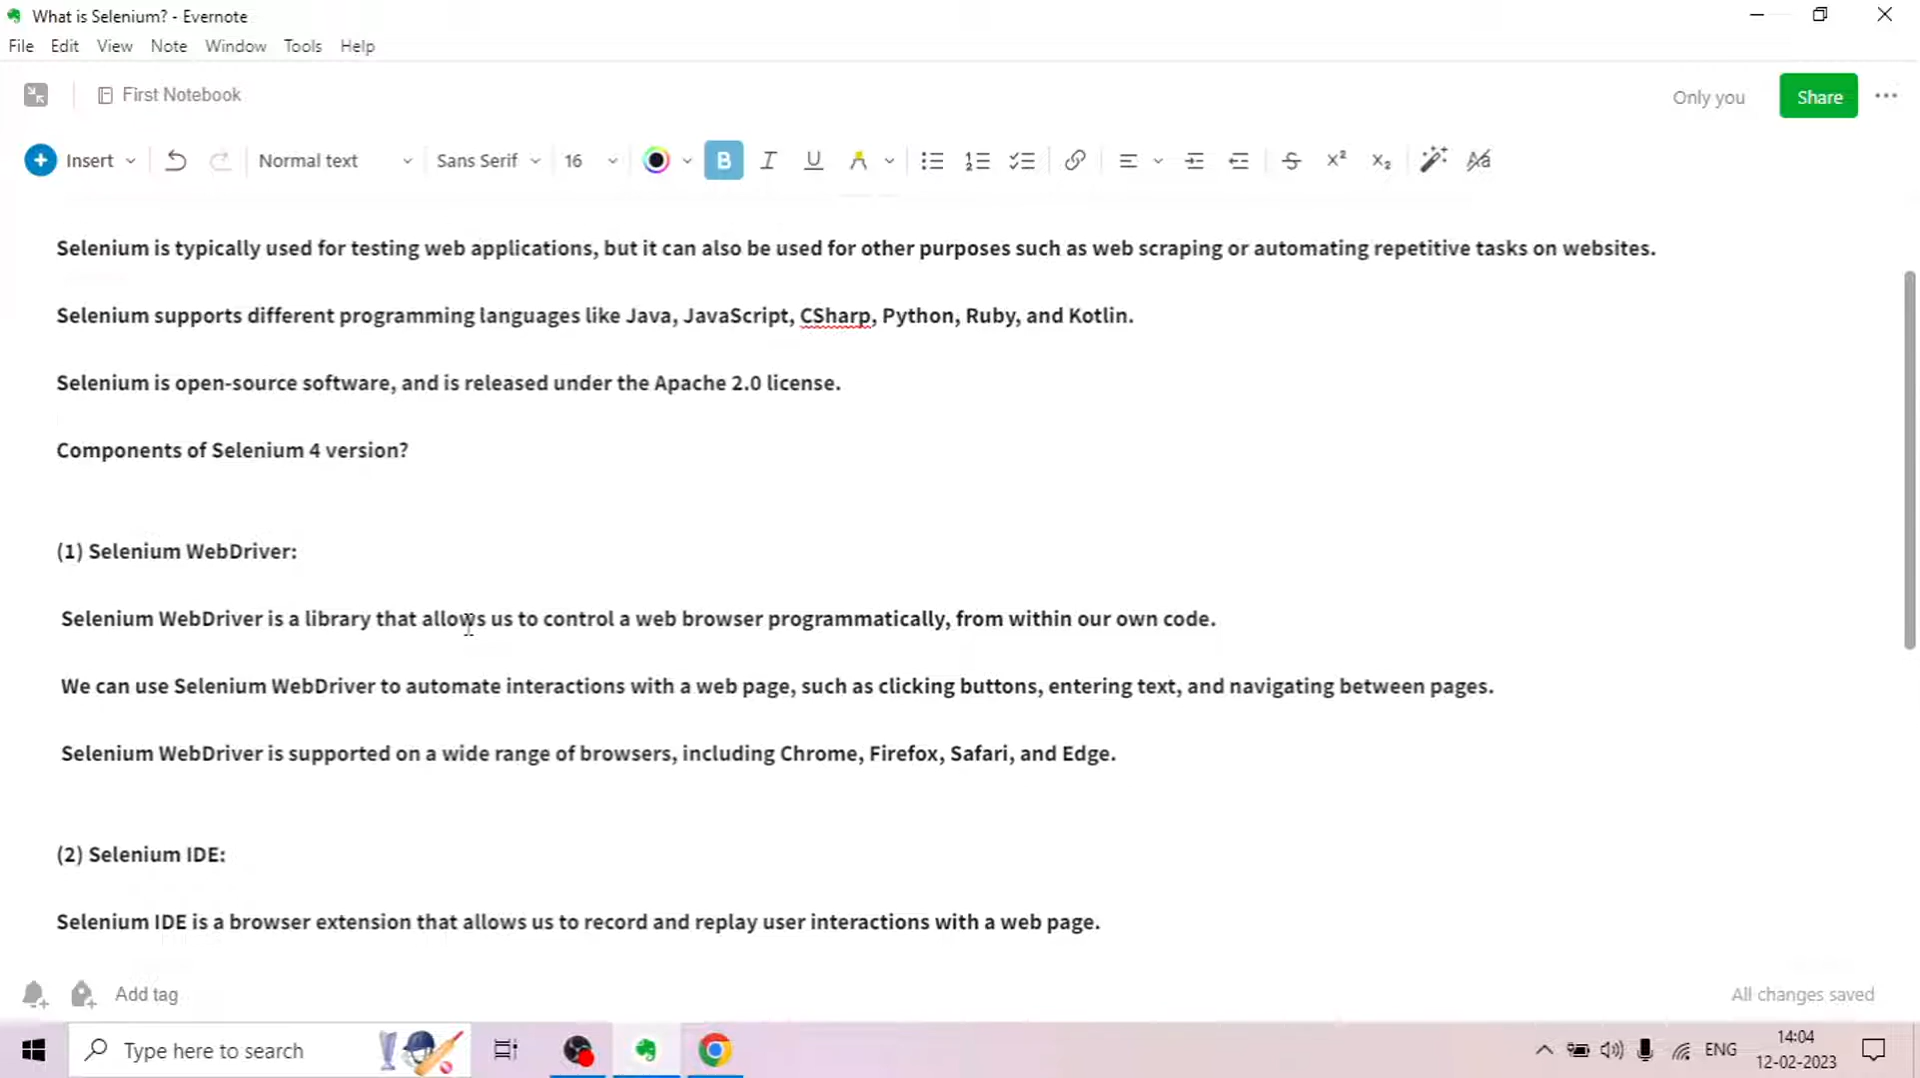 What is Selenium? - Evernote
File Edit View Note Window Tools Help
First Notebook
Only you
Share
Insert
Normal text
Sans Serif
16
B I U
Selenium is typically used for testing web applications, but it can also be used for other purposes such as web scraping or automating repetitive tasks on websites.
Selenium supports different programming languages like Java, JavaScript, CSharp, Python, Ruby, and Kotlin.
Selenium is open-source software, and is released under the Apache 2.0 license.
Components of Selenium 4 version?
(1) Selenium WebDriver:
Selenium WebDriver is a library that allows us to control a web browser programmatically, from within our own code.
We can use Selenium WebDriver to automate interactions with a web page, such as clicking buttons, entering text, and navigating between pages.
Selenium WebDriver is supported on a wide range of browsers, including Chrome, Firefox, Safari, and Edge.
(2) Selenium IDE:
Selenium IDE is a browser extension that allows us to record and replay user interactions with a web page.
Add tag
All changes saved
Type here to search
ENG
14:04
12-02-2023